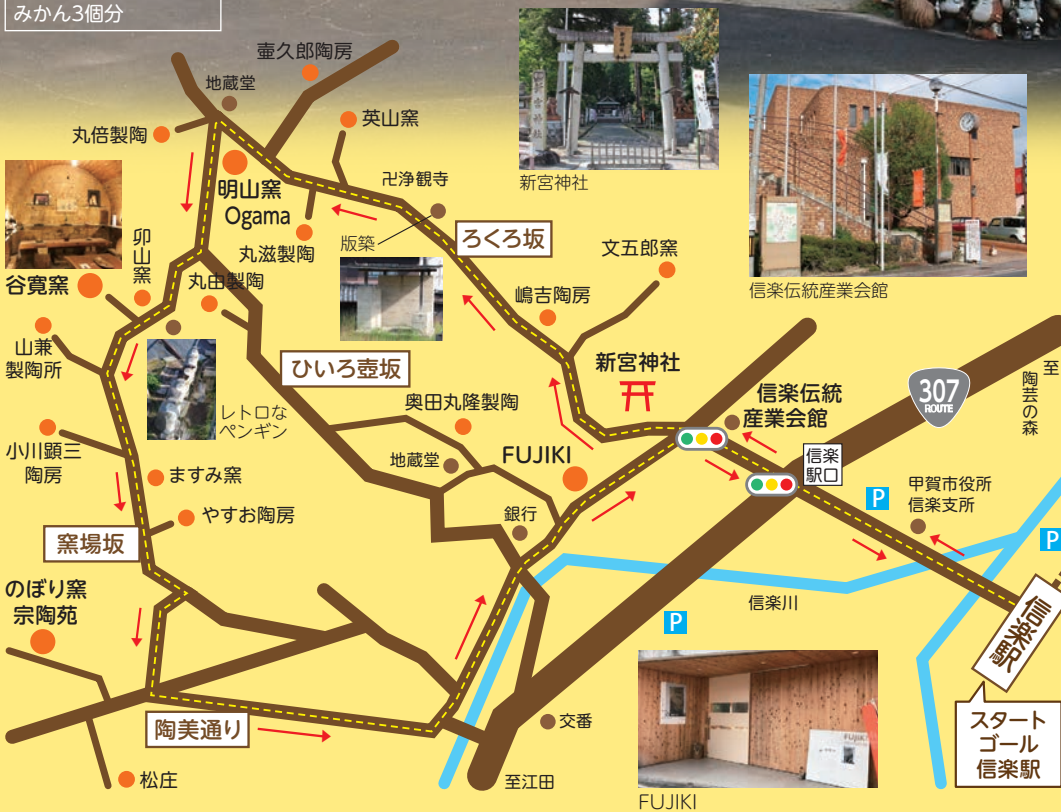 みかん3個分
壷久郎陶房
地蔵堂
丸倍製陶
英山窯
新宮神社
明山窯
Ogama
卍浄観寺
版築
丸滋製陶
ろくろ坂
文五郎窯
信楽伝統産業会館
谷寛窯
卯山窯
丸由製陶
嶋吉陶房
山兼
製陶所
ひいろ壺坂
新宮神社
信楽伝統
産業会館
307
ROUTE
至
陶芸の森
レトロな
ペンギン
奥田丸隆製陶
小川顕三
陶房
地蔵堂
FUJIKI
信楽
駅口
ますみ窯
P
甲賀市役所
信楽支所
やすお陶房
銀行
P
窯場坂
のぼり窯
宗陶苑
信楽川
P
信楽駅
陶美通り
交番
スタート
ゴール
信楽駅
松庄
至江田
FUJIKI
FUJIKI